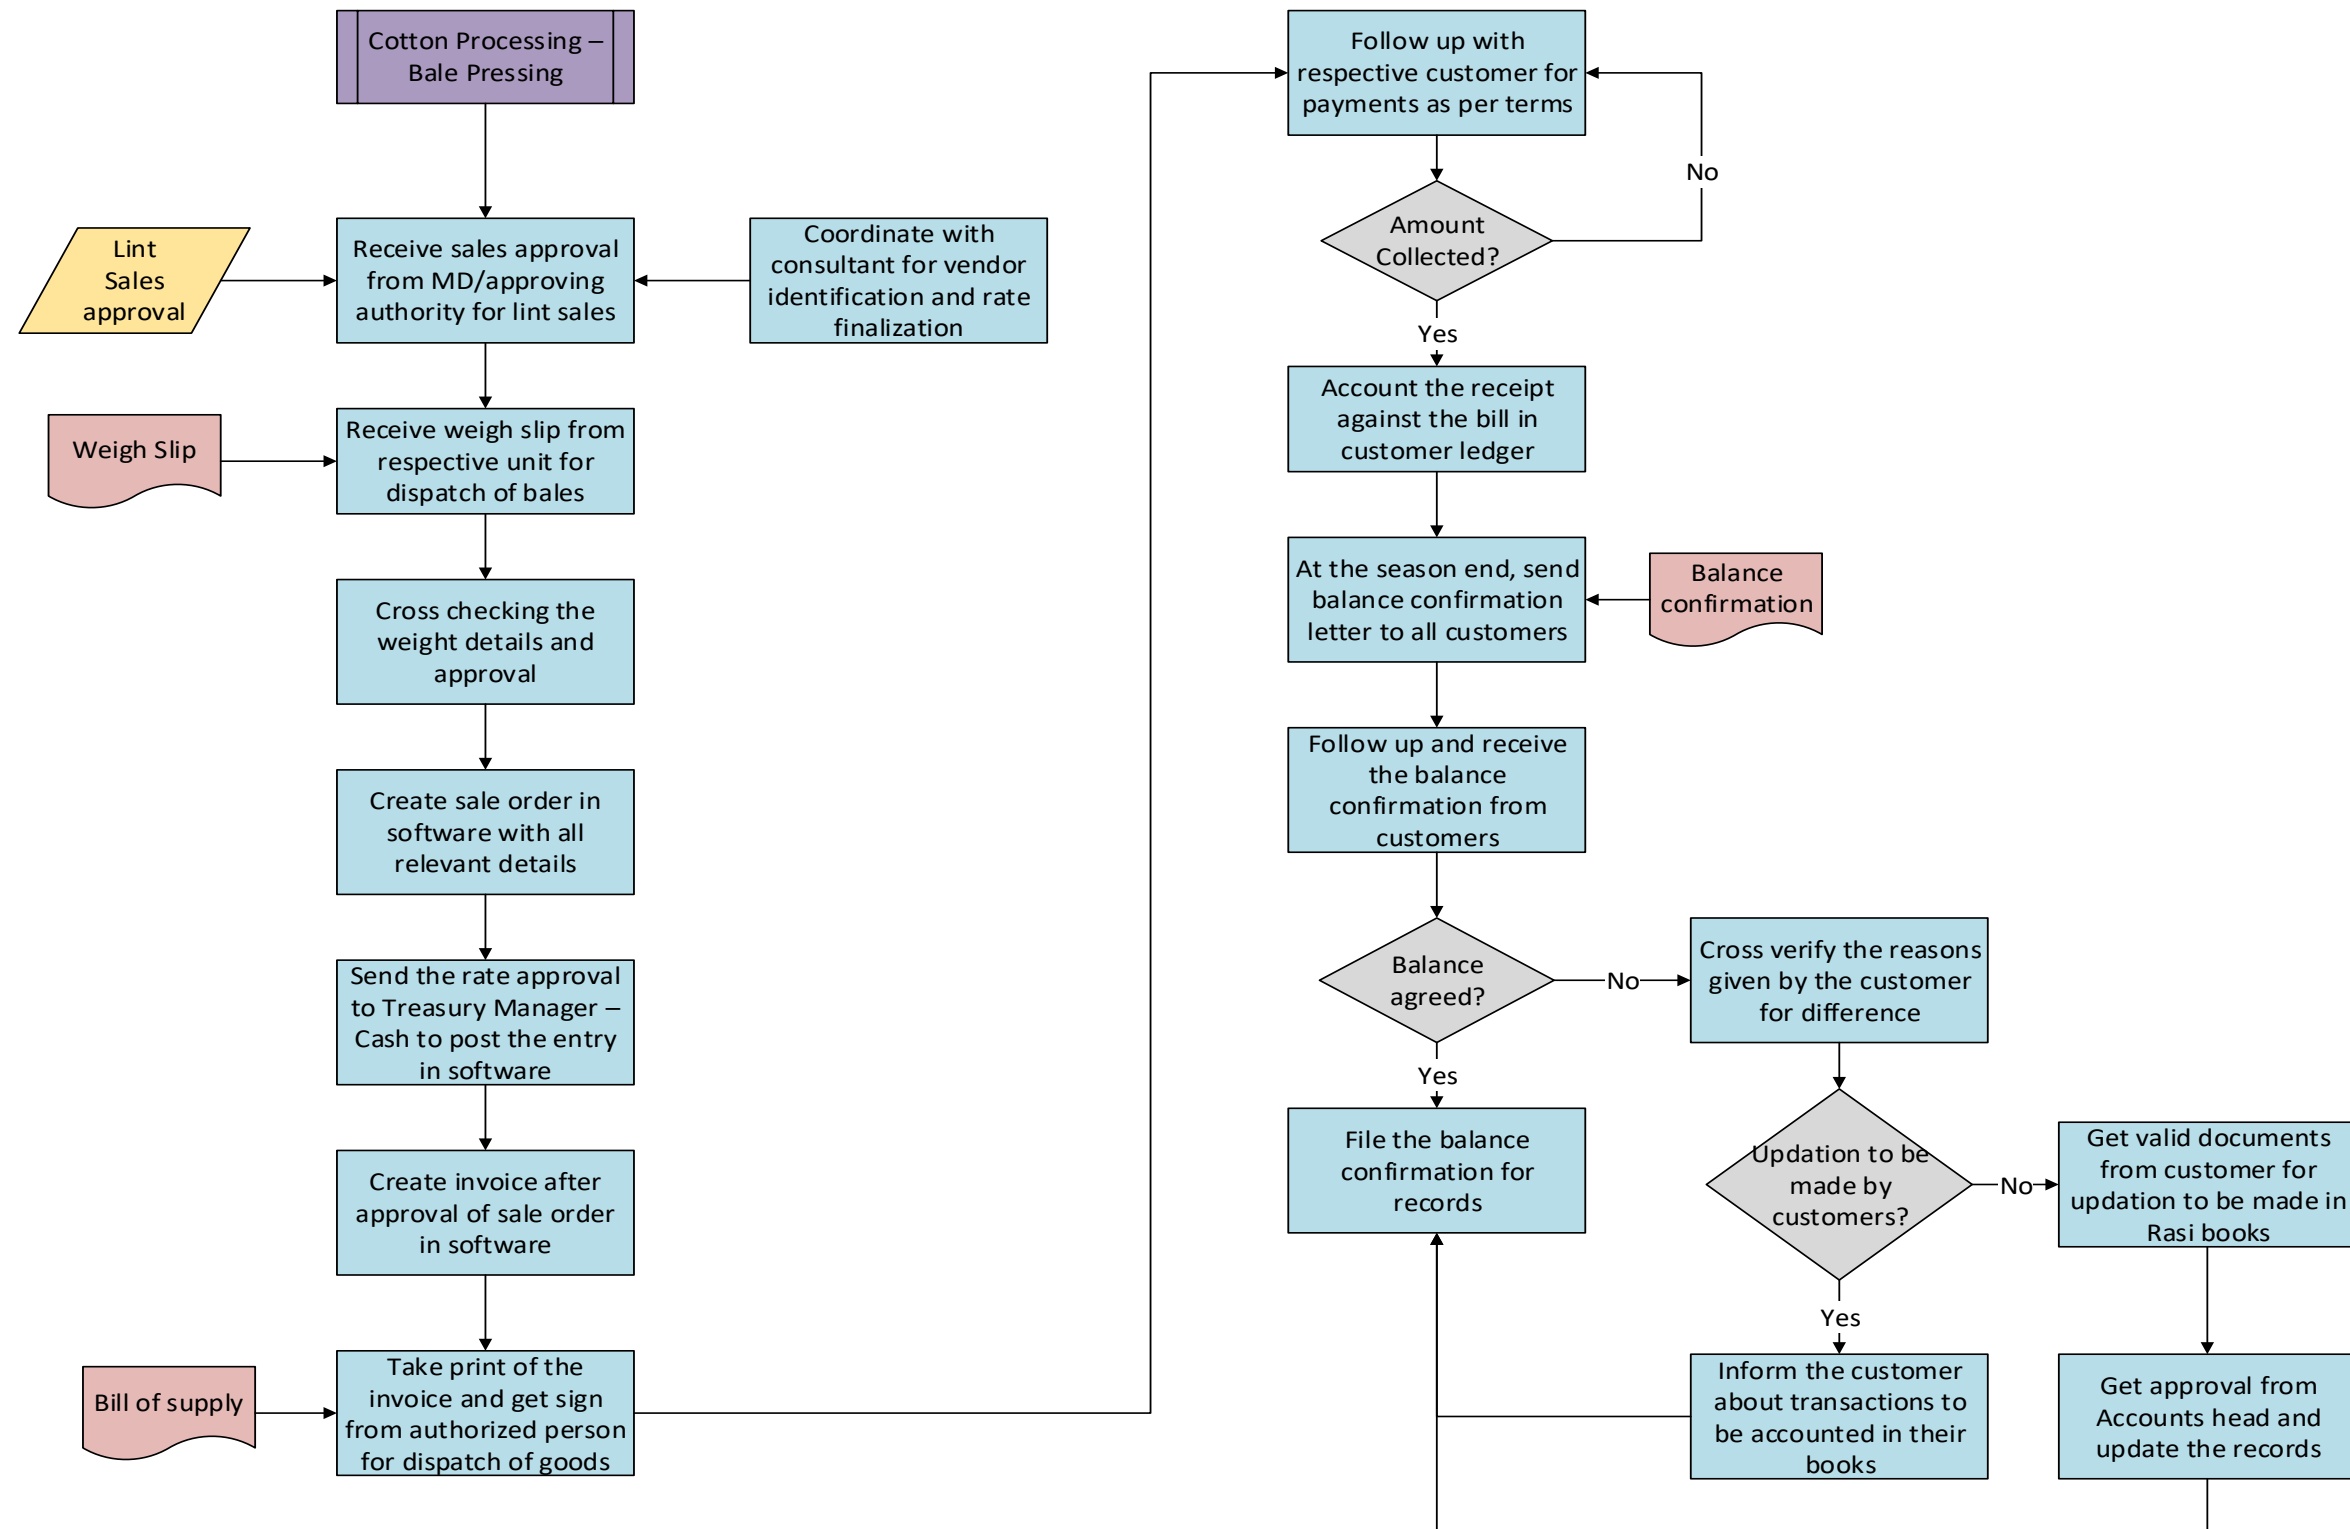 Cotton Processing –
Bale Pressing
Lint
Sales
approval
Receive sales approval
from MD/approving
authority for lint sales
Coordinate with
consultant for vendor
identification and rate
finalization
Weigh Slip
Receive weigh slip from
respective unit for
dispatch of bales
Cross checking the
weight details and
approval
Create sale order in
software with all
relevant details
Send the rate approval
to Treasury Manager –
Cash to post the entry
in software
Create invoice after
approval of sale order
in software
Bill of supply
Take print of the
invoice and get sign
from authorized person
for dispatch of goods
Follow up with
respective customer for
payments as per terms
No
Amount
Collected?
Yes
Account the receipt
against the bill in
customer ledger
At the season end, send
balance confirmation
letter to all customers
Balance
confirmation
Follow up and receive
the balance
confirmation from
customers
Balance
agreed?
No
Cross verify the reasons
given by the customer
for difference
Yes
File the balance
confirmation for
records
Updation to be
made by
customers?
No
Get valid documents
from customer for
updation to be made in
Rasi books
Yes
Inform the customer
about transactions to
be accounted in their
books
Get approval from
Accounts head and
update the records